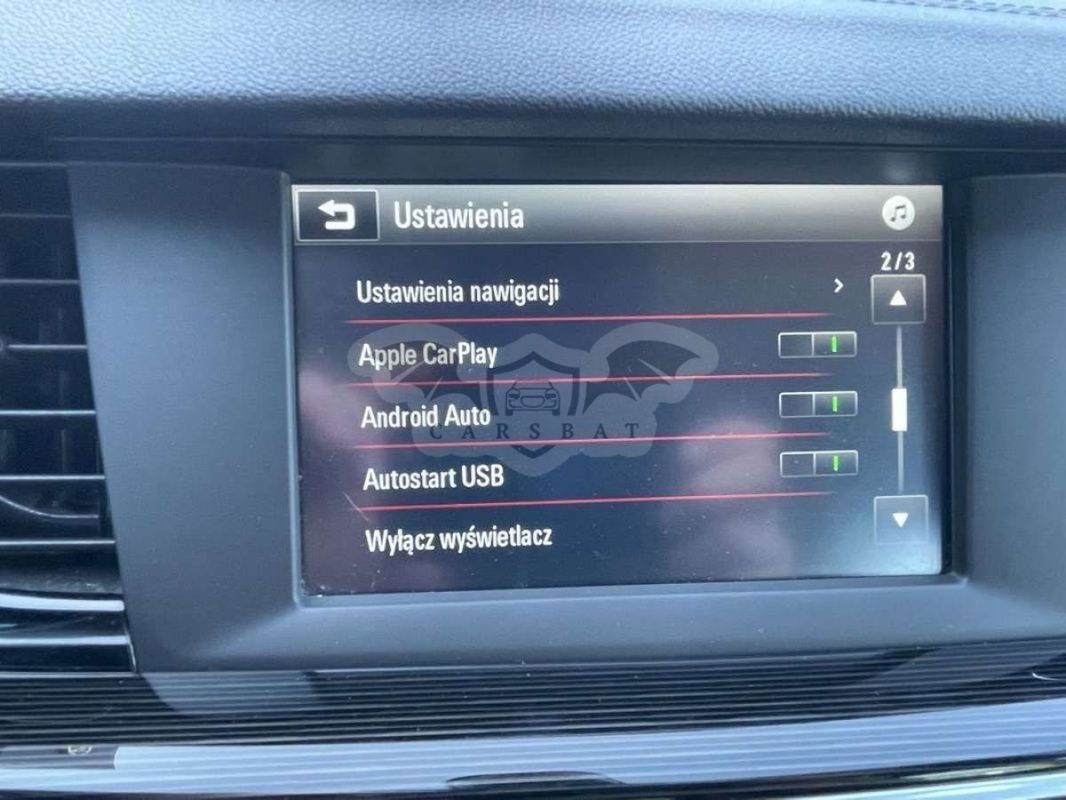 Ustawienia
2/3
Ustawienia nawigacji
Apple CarPlay
Android Auto
CARSBAT
Autostart USB
Wyłącz wyświetlacz